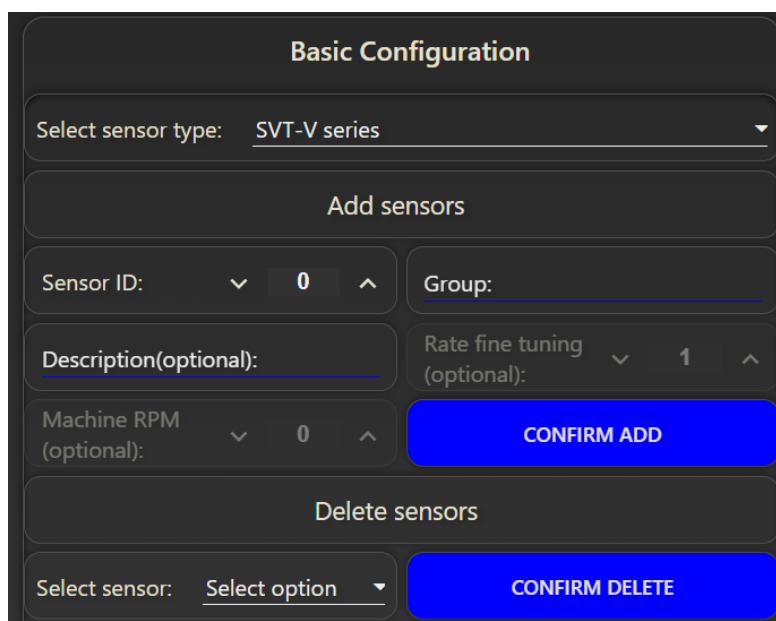 Basic Configuration
Select sensor type: SVT-V series
Add sensors
Sensor ID: 0
Group:
Description(optional):
Rate fine tuning
(optional): 1
Machine RPM
(optional): 0
CONFIRM ADD
Delete sensors
Select sensor: Select option
CONFIRM DELETE